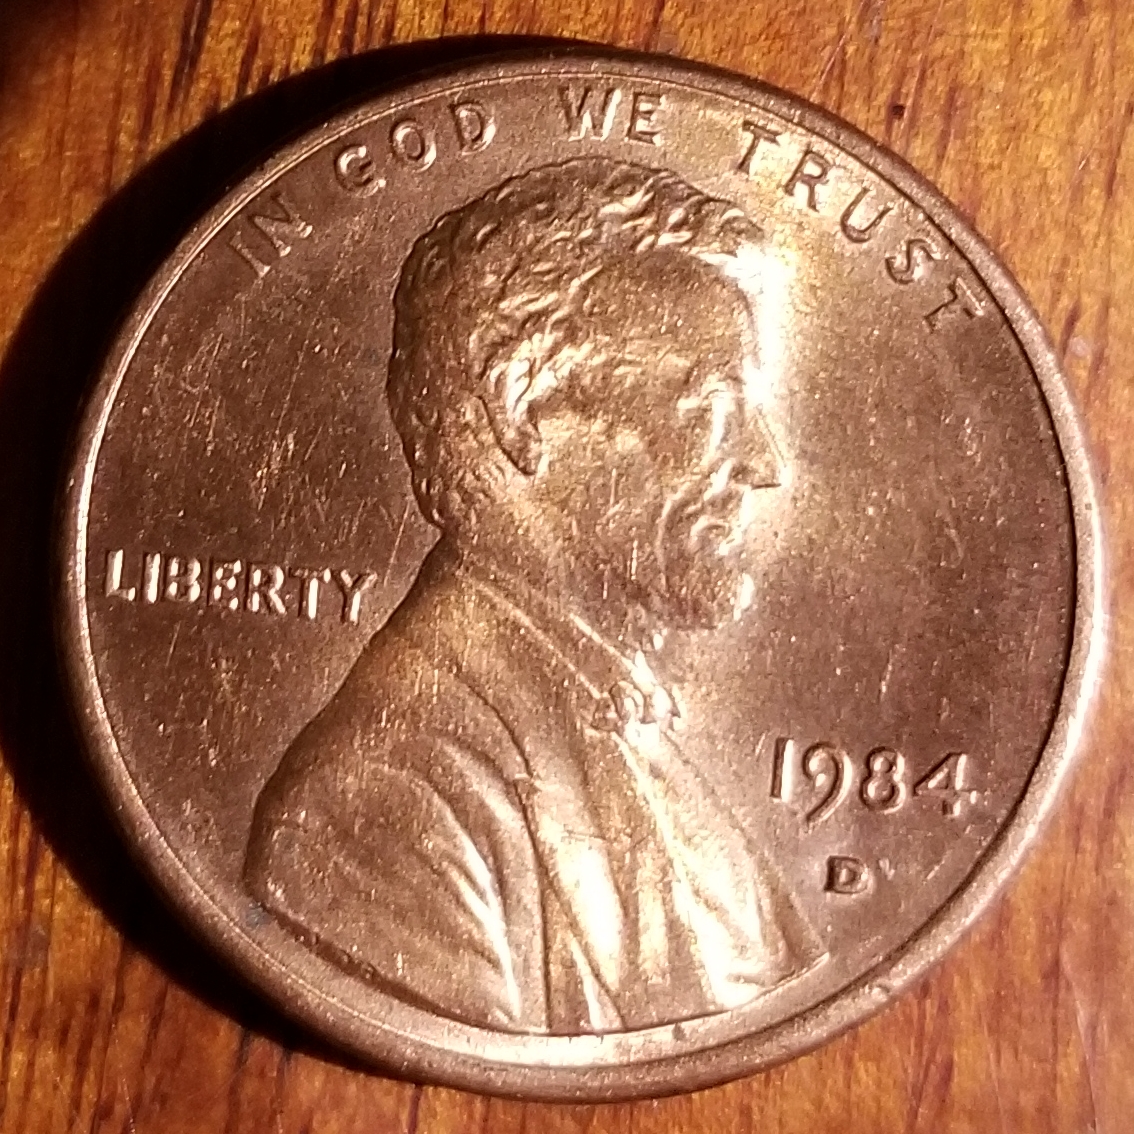 IN GOD WE TRUST
LIBERTY
1984
D